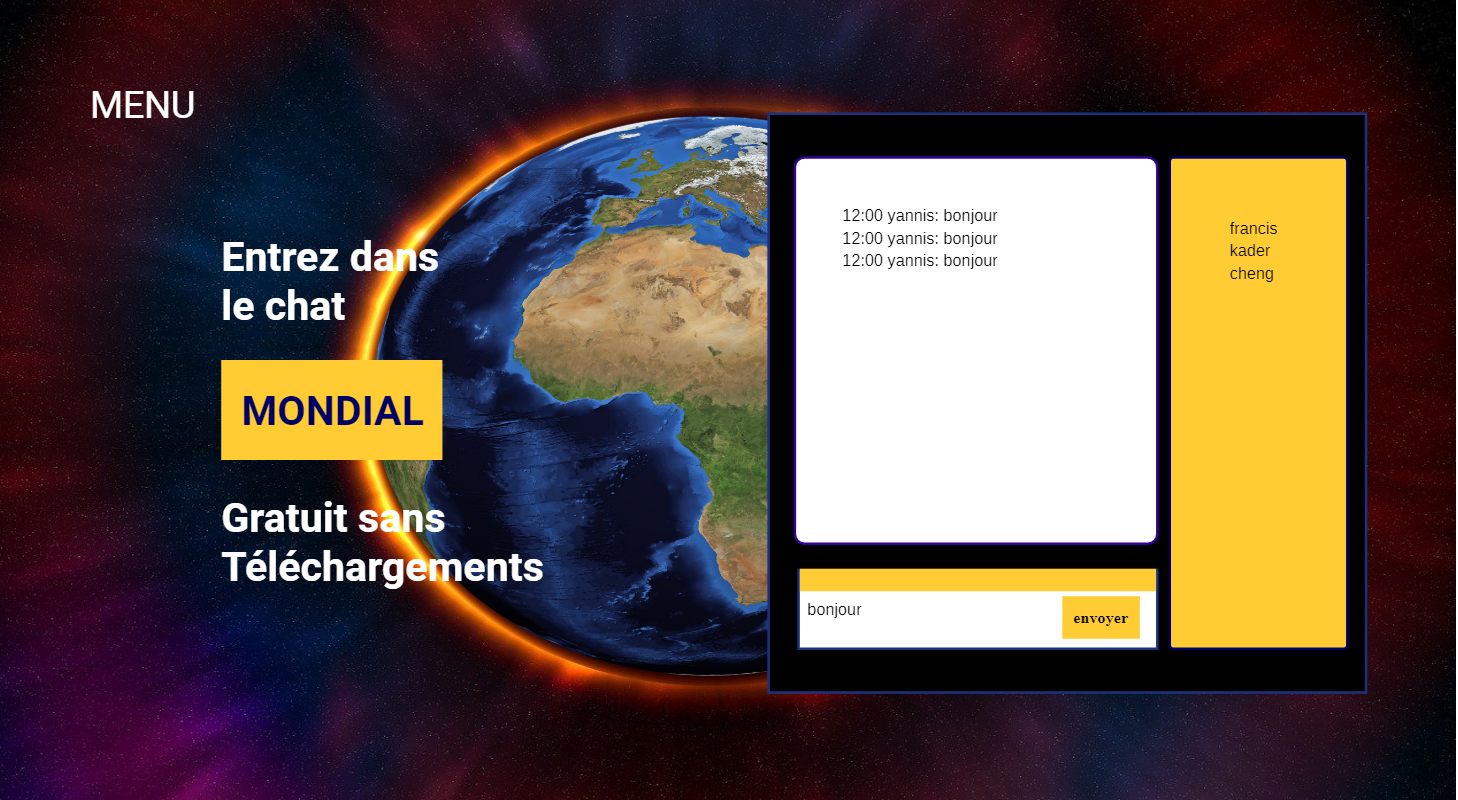 MENU
Entrez dans
le chat
MONDIAL
Gratuit sans
Téléchargements
12:00 yannis: bonjour
12:00 yannis: bonjour
12:00 yannis: bonjour
francis
kader
cheng
bonjour
envoyer